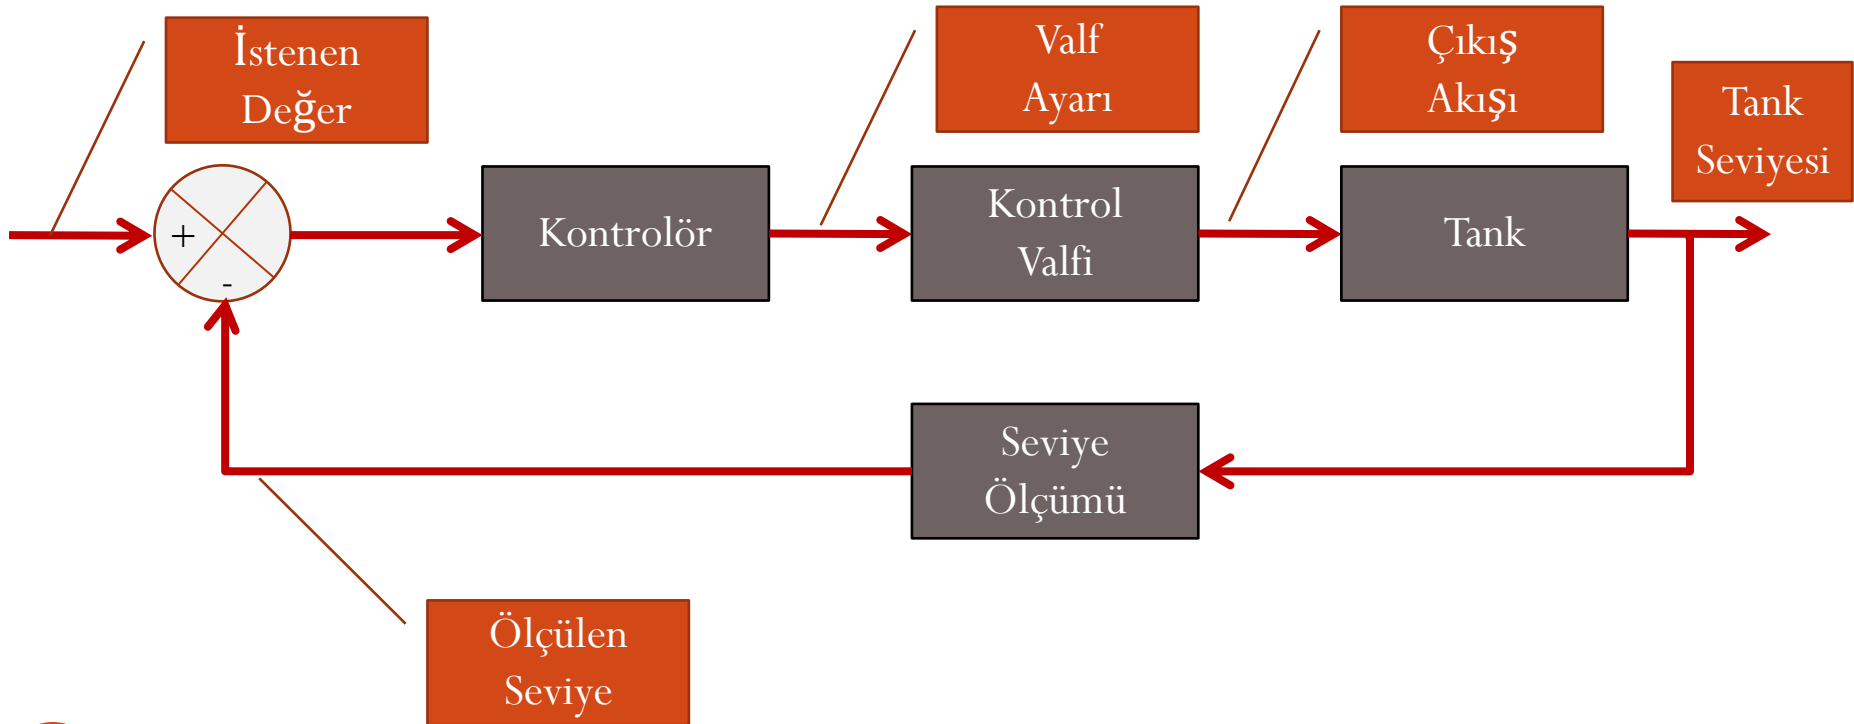 İstenen
Değer
Valf
Ayarı
Çıkış
Akışı
Tank
Seviyesi
+
-
Kontrolör
Kontrol
Valfi
Tank
Seviye
Ölçümü
Ölçülen
Seviye